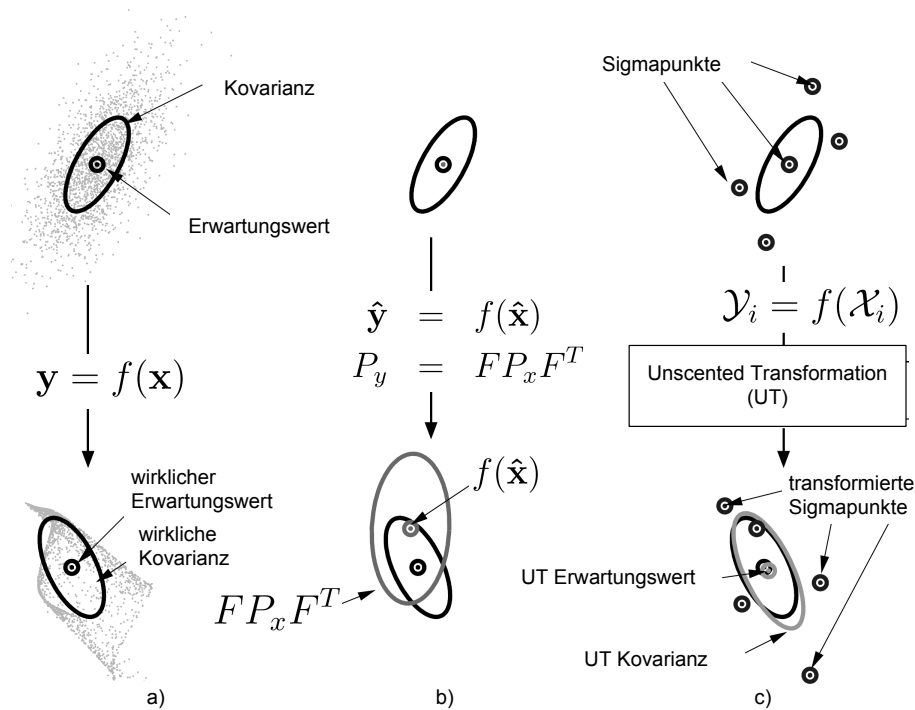 Kovarianz
Erwartungswert
y = f(x)
wirklicher
Erwartungswert
wirkliche
Kovarianz
a)
ŷ = f(x̂)
P_y = FP_xF^T
f(x̂)
FP_xF^T
b)
Sigmapunkte
𝒴_i = f(𝒳_i)
Unscented Transformation
(UT)
transformierte
Sigmapunkte
UT Erwartungswert
UT Kovarianz
c)